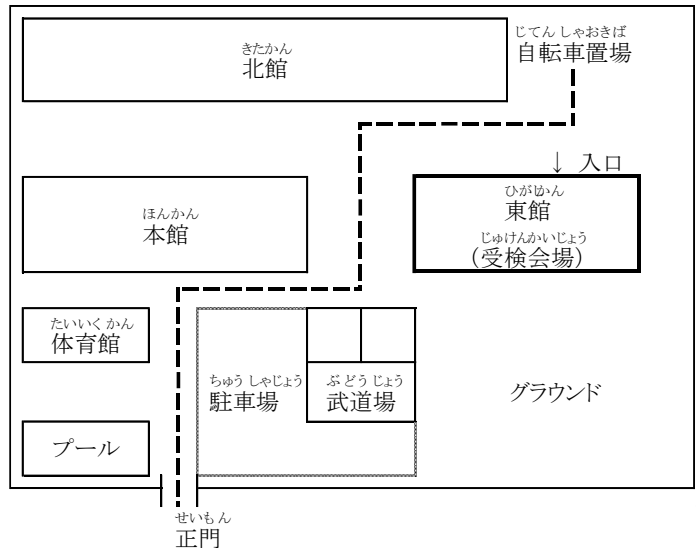 きたかん
北館
じてんしゃおきば
自転車置場
↓ 入口
ひがしかん
東館
じゅけんかいじょう
(受検会場)
ほんかん
本館
たいいくかん
体育館
ちゅうしゃじょう
駐車場
ぶどうじょう
武道場
グラウンド
プール
せいもん
正門